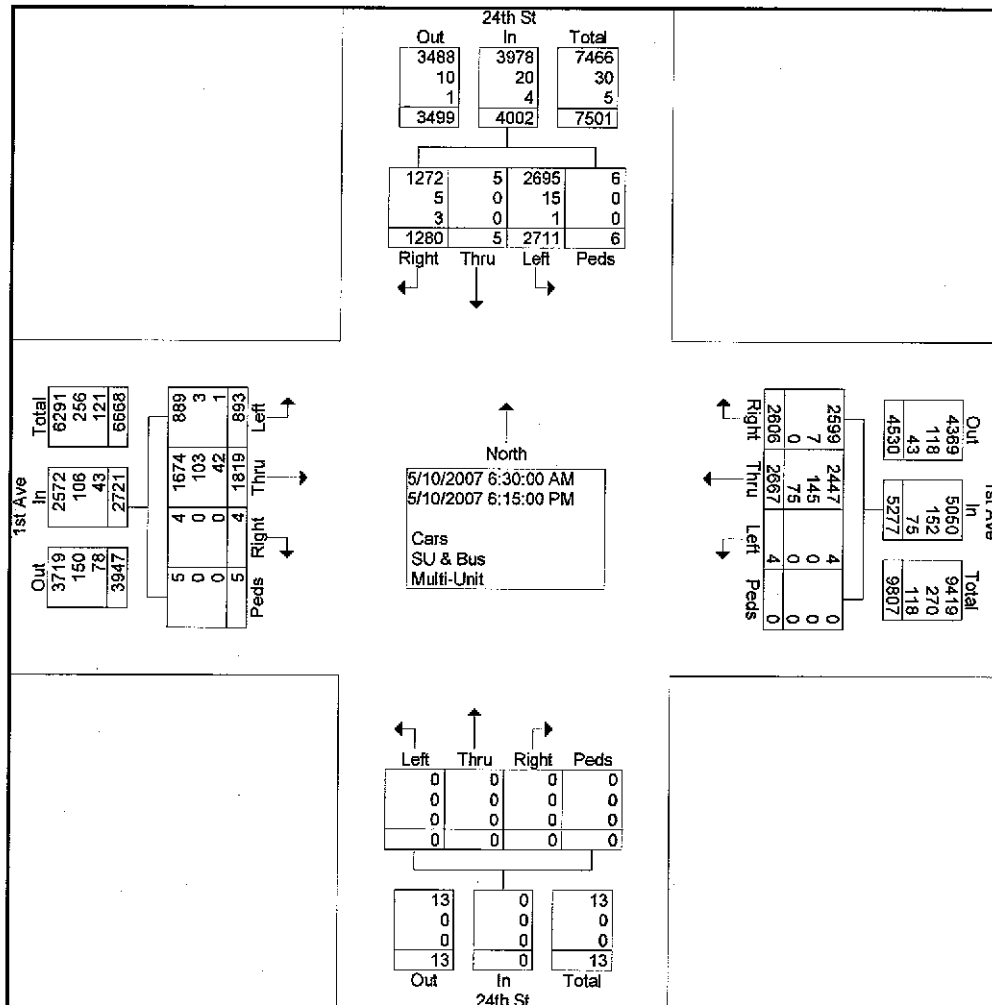 24th St
Out In Total
3488 3978 7466
10 20 30
1 4 5
3499 4002 7501
1272 5 2695 6
5 0 15 0
3 0 1 0
1280 5 2711 6
Right Thru Left Peds
1st Ave
Total In Out
6291 2572 3719
256 106 150
121 43 78
6668 2721 3947
Left Thru Right Peds
889 1674 4 5
3 103 0 0
1 42 0 0
893 1819 4 5
North
5/10/2007 6:30:00 AM
5/10/2007 6:15:00 PM
Cars
SU & Bus
Multi-Unit
Right Thru Left Peds
2599 2447 4 0
7 145 0 0
0 75 0 0
2606 2667 4 0
1st Ave
Out In Total
4369 5050 9419
118 152 270
43 75 118
4530 5277 9807
Left Thru Right Peds
0 0 0 0
0 0 0 0
0 0 0 0
0 0 0 0
13 0 13
0 0 0
0 0 0
13 0 13
Out In Total
24th St